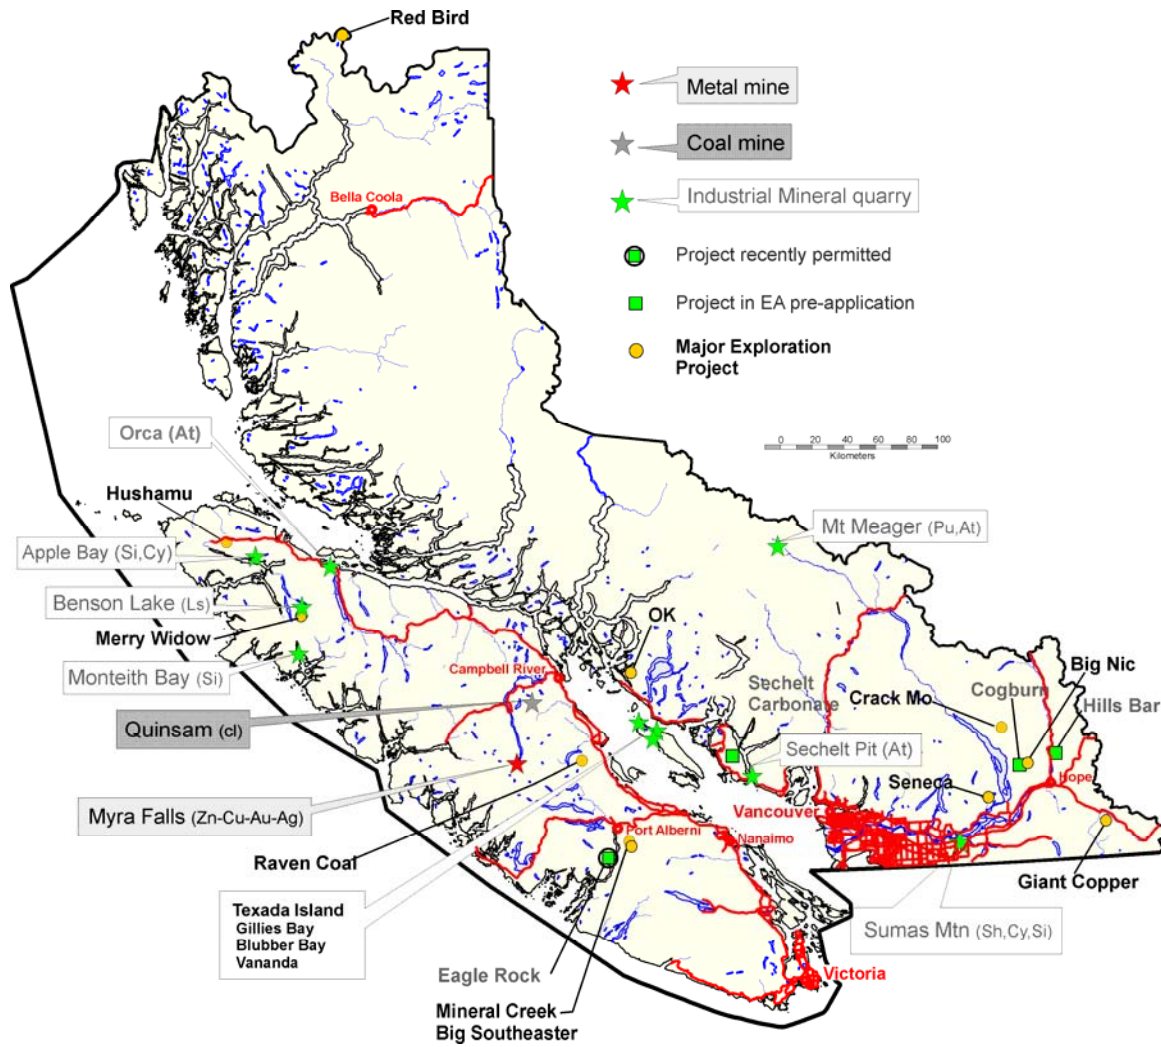 Red Bird
Metal mine
Coal mine
Bella Coola
Industrial Mineral quarry
Project recently permitted
Project in EA pre-application
Major Exploration
Project
Orca (At)
0 20 40 60 80 100
Kilometers
Hushamu
Mt Meager (Pu,At)
Apple Bay (Si,Cy)
Benson Lake (Ls)
OK
Merry Widow
Campbell River
Big Nic
Monteith Bay (Si)
Sechelt
Carbonate
Crack Mo
Cogburn
Hills Bar
Quinsam (cl)
Sechelt Pit (At)
Hope
Seneca
Myra Falls (Zn-Cu-Au-Ag)
Vancouver
Port Alberni
Nanaimo
Raven Coal
Giant Copper
Texada Island
Gillies Bay
Blubber Bay
Vananda
Sumas Mtn (Sh,Cy,Si)
Eagle Rock
Victoria
Mineral Creek
Big Southeaster